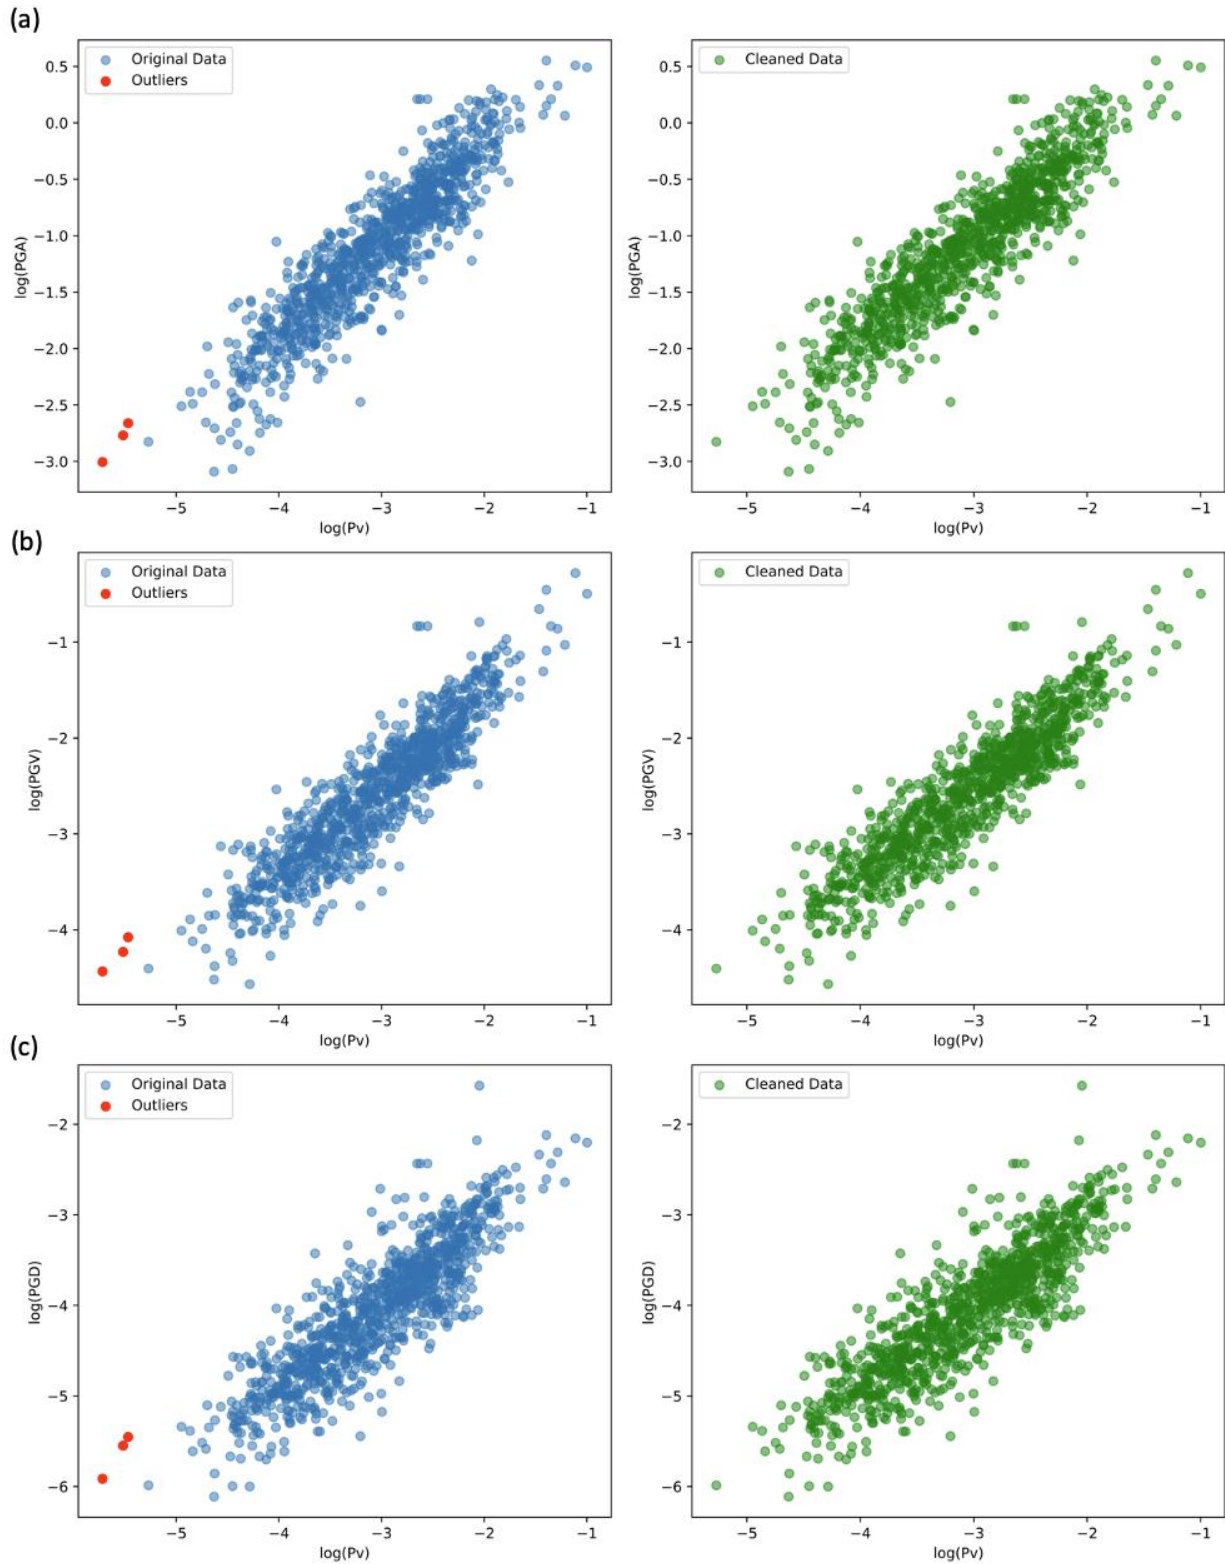 (a)
Original Data
Outliers
Cleaned Data
0.5
0.0
−0.5
−1.0
−1.5
−2.0
−2.5
−3.0
log(PGA)
−5 −4 −3 −2 −1
log(Pv)
0.5
0.0
−0.5
−1.0
−1.5
−2.0
−2.5
−3.0
log(PGA)
−5 −4 −3 −2 −1
log(Pv)
(b)
Original Data
Outliers
Cleaned Data
−1
−2
−3
−4
log(PGV)
−5 −4 −3 −2 −1
log(Pv)
−1
−2
−3
−4
log(PGV)
−5 −4 −3 −2 −1
log(Pv)
(c)
Original Data
Outliers
Cleaned Data
−2
−3
−4
−5
−6
log(PGD)
−5 −4 −3 −2 −1
log(Pv)
−2
−3
−4
−5
−6
log(PGD)
−5 −4 −3 −2 −1
log(Pv)